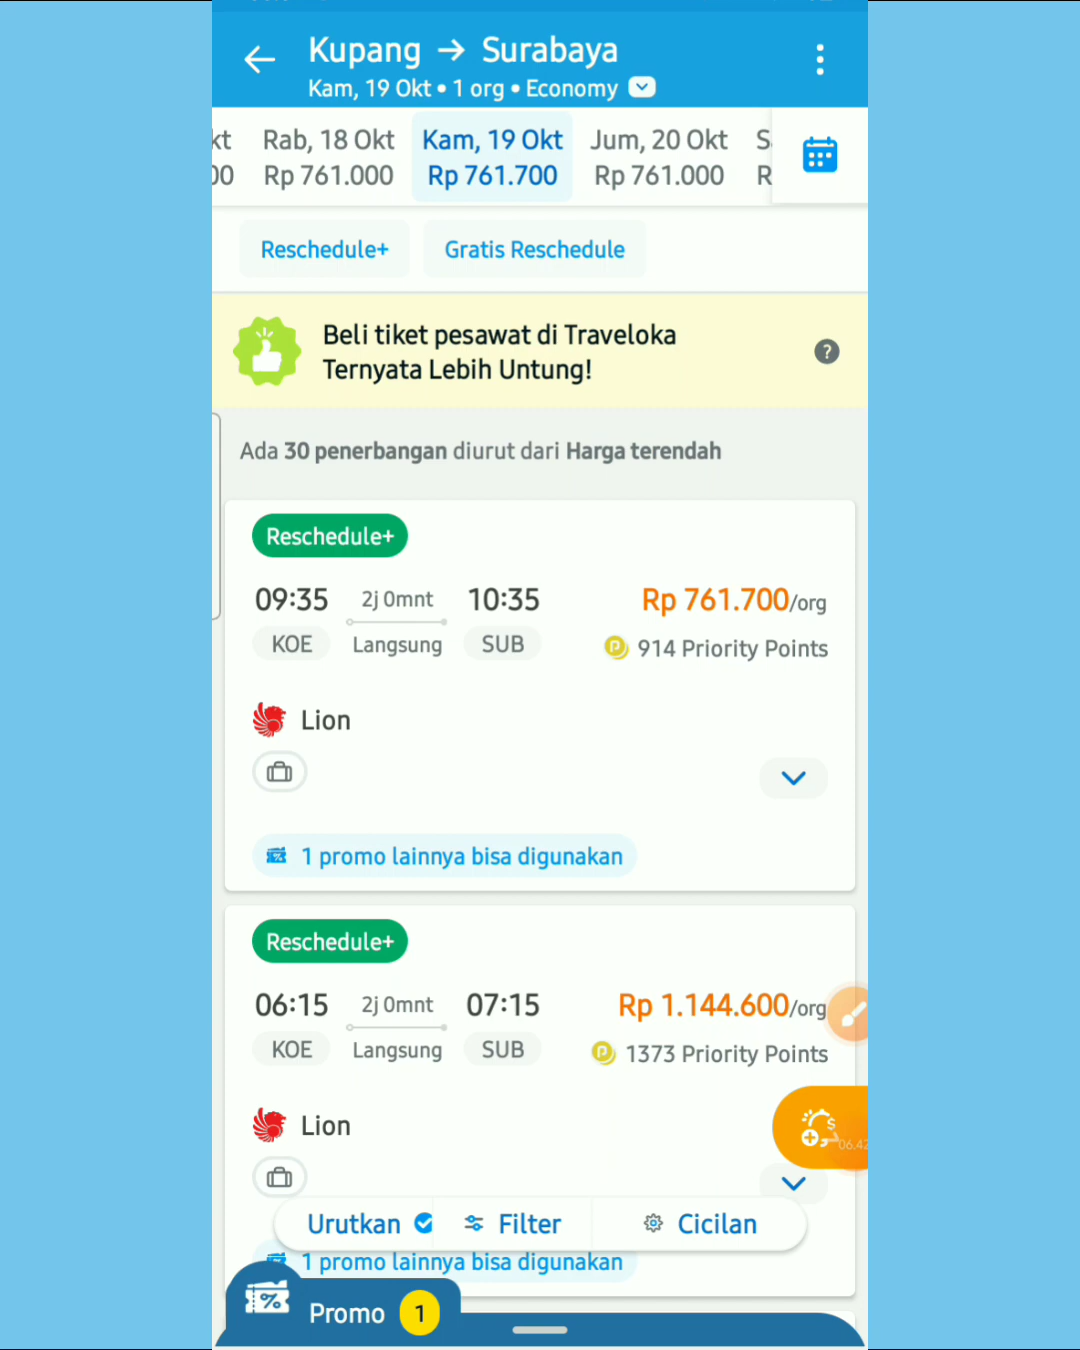 Kupang → Surabaya
Kam, 19 Okt • 1 org • Economy
kt Rab, 18 Okt Kam, 19 Okt Jum, 20 Okt S
00 Rp 761.000 Rp 761.700 Rp 761.000 R
Reschedule+ Gratis Reschedule
Beli tiket pesawat di Traveloka
Ternyata Lebih Untung!
?
Ada 30 penerbangan diurut dari Harga terendah
Reschedule+
09:35 2j 0mnt 10:35 Rp 761.700/org
KOE Langsung SUB 914 Priority Points
Lion
1 promo lainnya bisa digunakan
Reschedule+
06:15 2j 0mnt 07:15 Rp 1.144.600/org
KOE Langsung SUB 1373 Priority Points
Lion
06.42
Urutkan Filter Cicilan
1 promo lainnya bisa digunakan
Promo 1